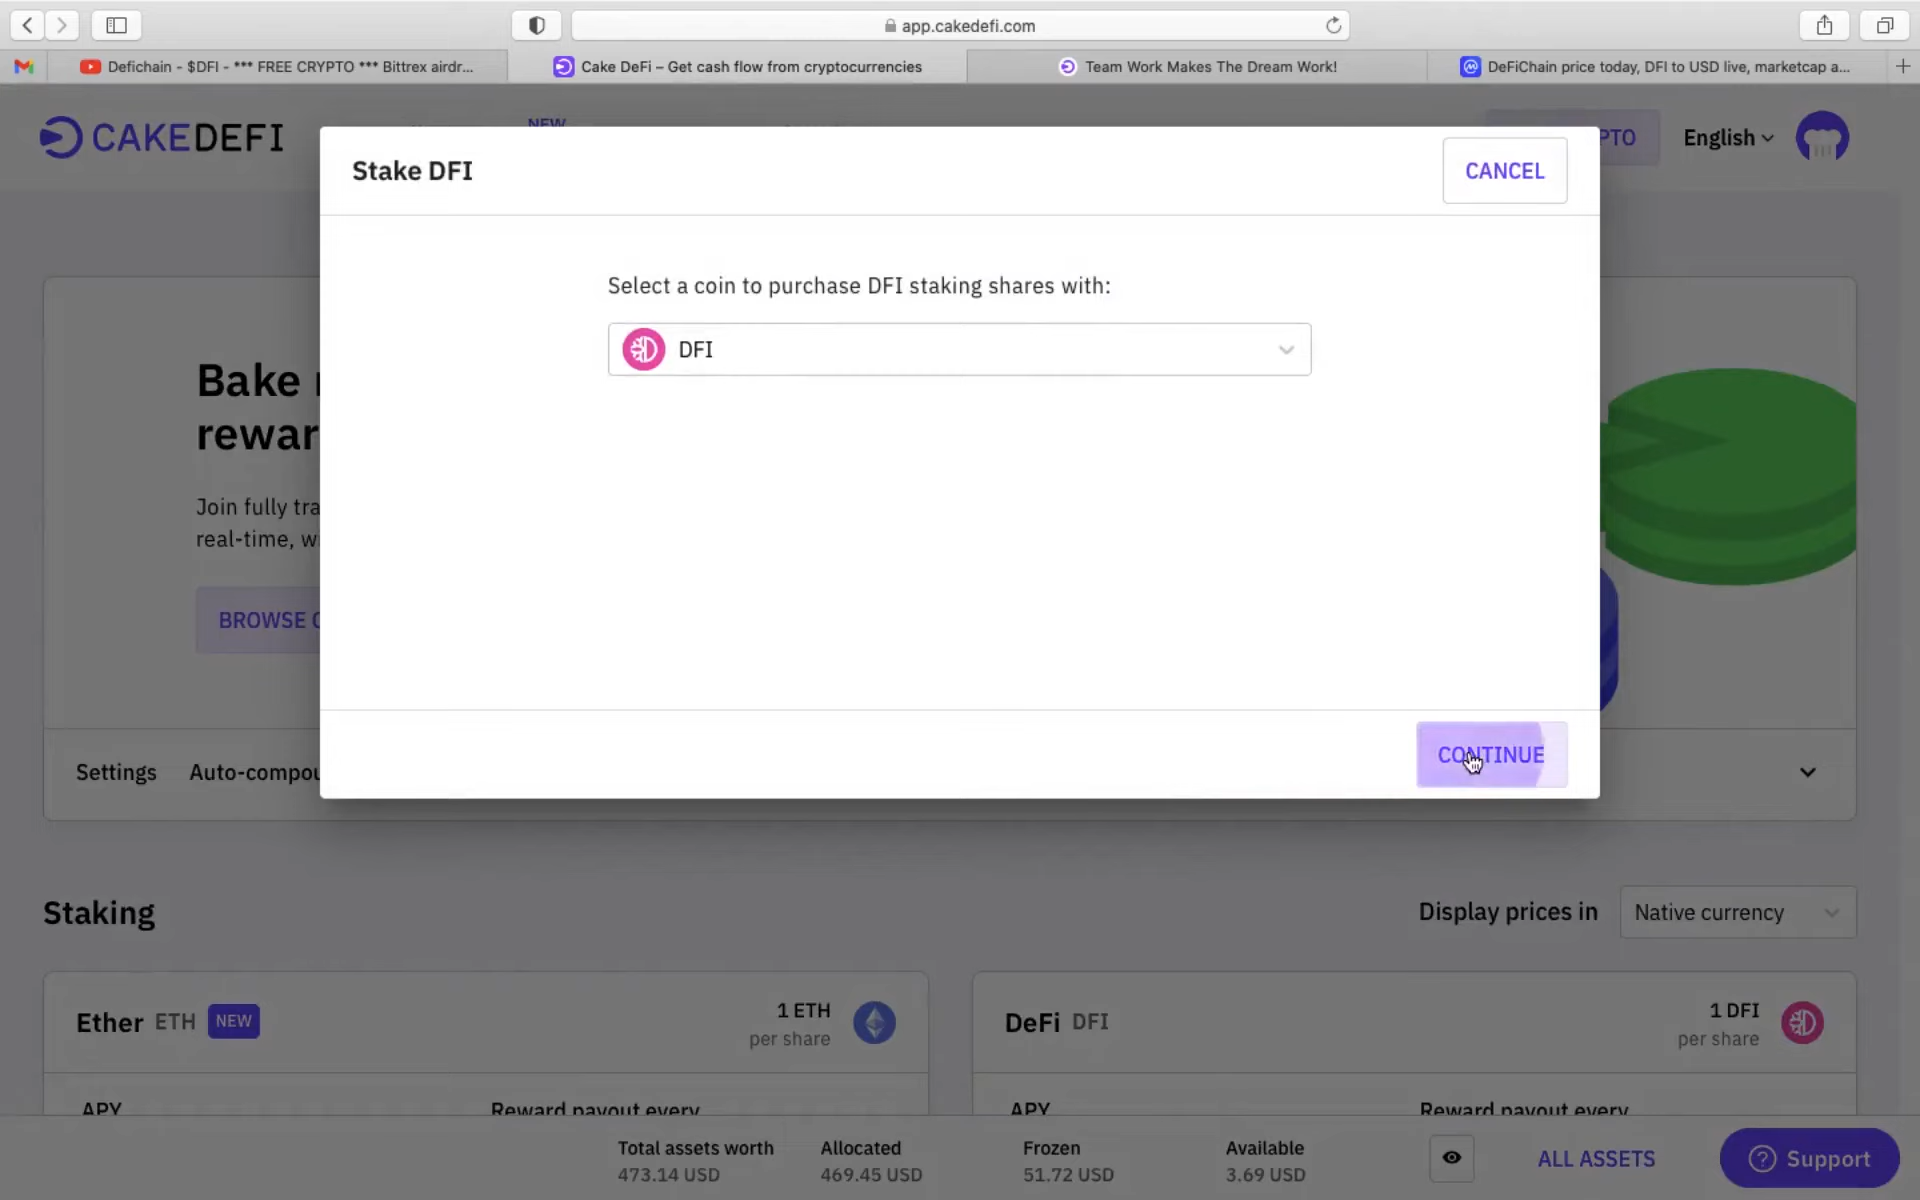 app.cakedefi.com
Defichain - $DFI - *** FREE CRYPTO *** Bittrex airdr...
Cake DeFi – Get cash flow from cryptocurrencies
Team Work Makes The Dream Work!
DeFiChain price today, DFI to USD live, marketcap a...
CAKEDEFI
NEW
PTO
English
Stake DFI
CANCEL
Select a coin to purchase DFI staking shares with:
DFI
Bake
rewar
Join fully tra
real-time, w
BROWSE
CONTINUE
Settings
Auto-compou
Staking
Display prices in
Native currency
Ether ETH NEW
1 ETH
per share
DeFi DFI
1 DFI
per share
APY
Reward payout every
APY
Reward payout every
Total assets worth
473.14 USD
Allocated
469.45 USD
Frozen
51.72 USD
Available
3.69 USD
ALL ASSETS
Support